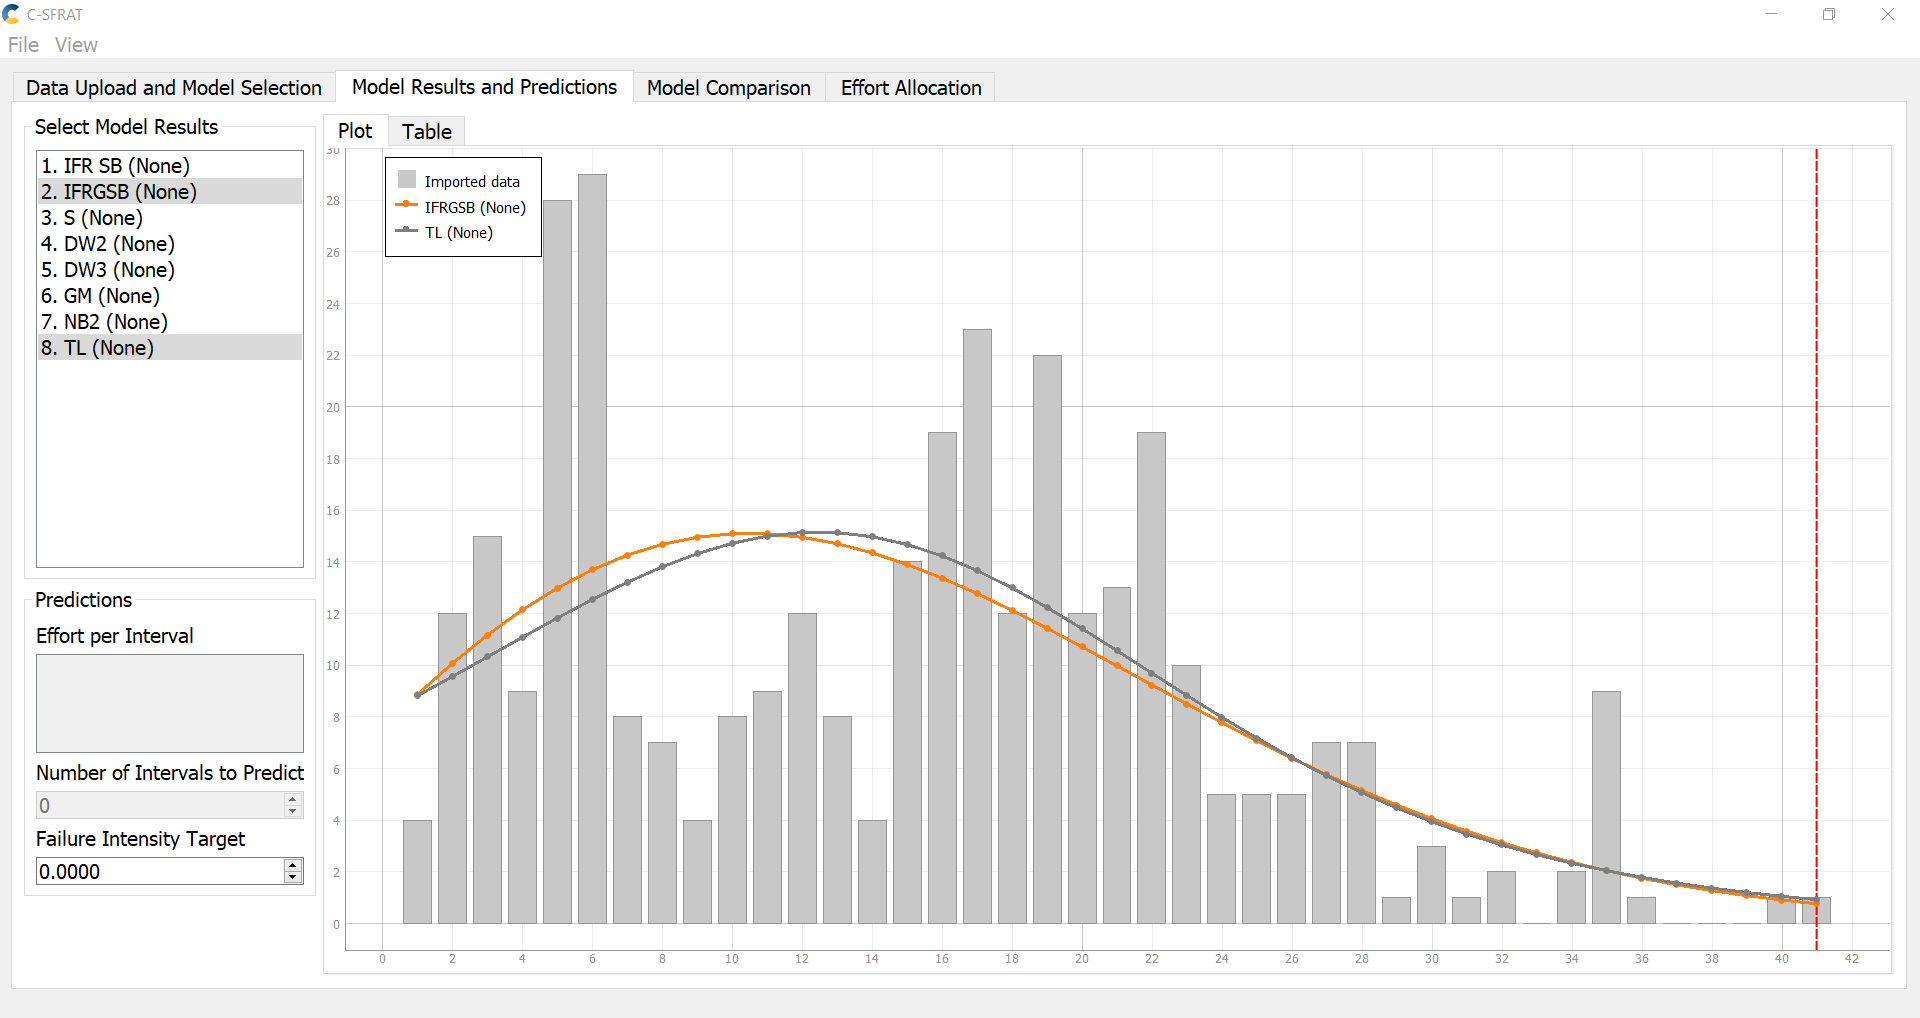 C-SFRAT
File View
Data Upload and Model Selection Model Results and Predictions Model Comparison Effort Allocation
Select Model Results
1. IFR SB (None)
2. IFRGSB (None)
3. S (None)
4. DW2 (None)
5. DW3 (None)
6. GM (None)
7. NB2 (None)
8. TL (None)
Predictions
Effort per Interval
Number of Intervals to Predict
0
Failure Intensity Target
0.0000
Plot Table
Imported data
IFRGSB (None)
TL (None)
30
28
26
24
22
20
18
16
14
12
10
8
6
4
2
0
0 2 4 6 8 10 12 14 16 18 20 22 24 26 28 30 32 34 36 38 40 42